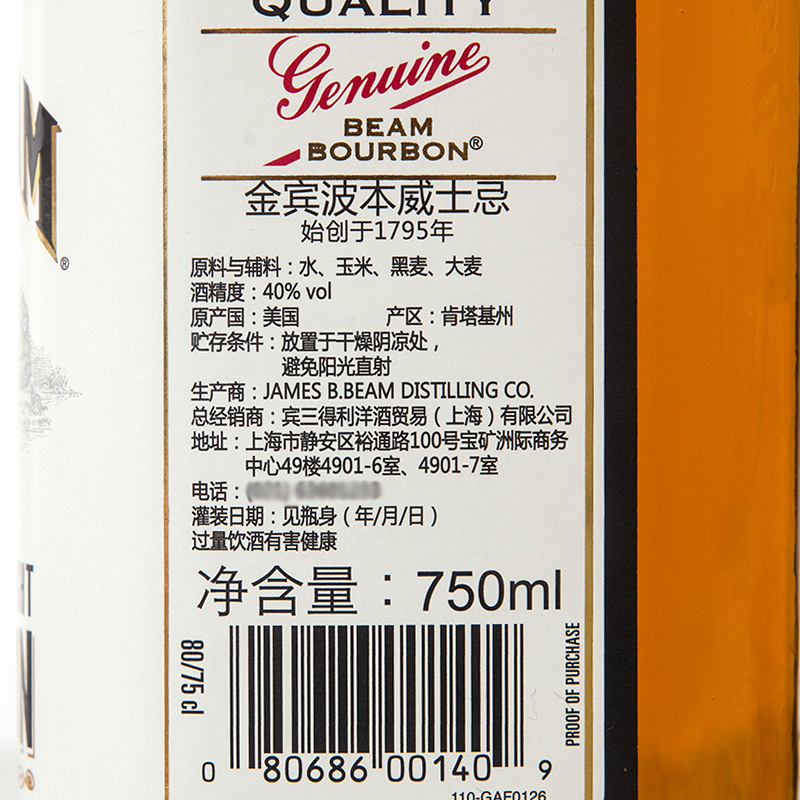 QUALITY
Genuine
BEAM
BOURBON®
金宾波本威士忌
始创于1795年
原料与辅料：水、玉米、黑麦、大麦
酒精度：40% vol
原产国：美国 产区：肯塔基州
贮存条件：放置于干燥阴凉处，
避免阳光直射
生产商：JAMES B.BEAM DISTILLING CO.
总经销商：宾三得利洋酒贸易（上海）有限公司
地址：上海市静安区裕通路100号宝矿洲际商务
中心49楼4901-6室、4901-7室
电话：
灌装日期：见瓶身（年/月/日）
过量饮酒有害健康
净含量：750ml
80/75 cl
PROOF OF PURCHASE
0 80686 00140 9
110-GAF0126
M
®